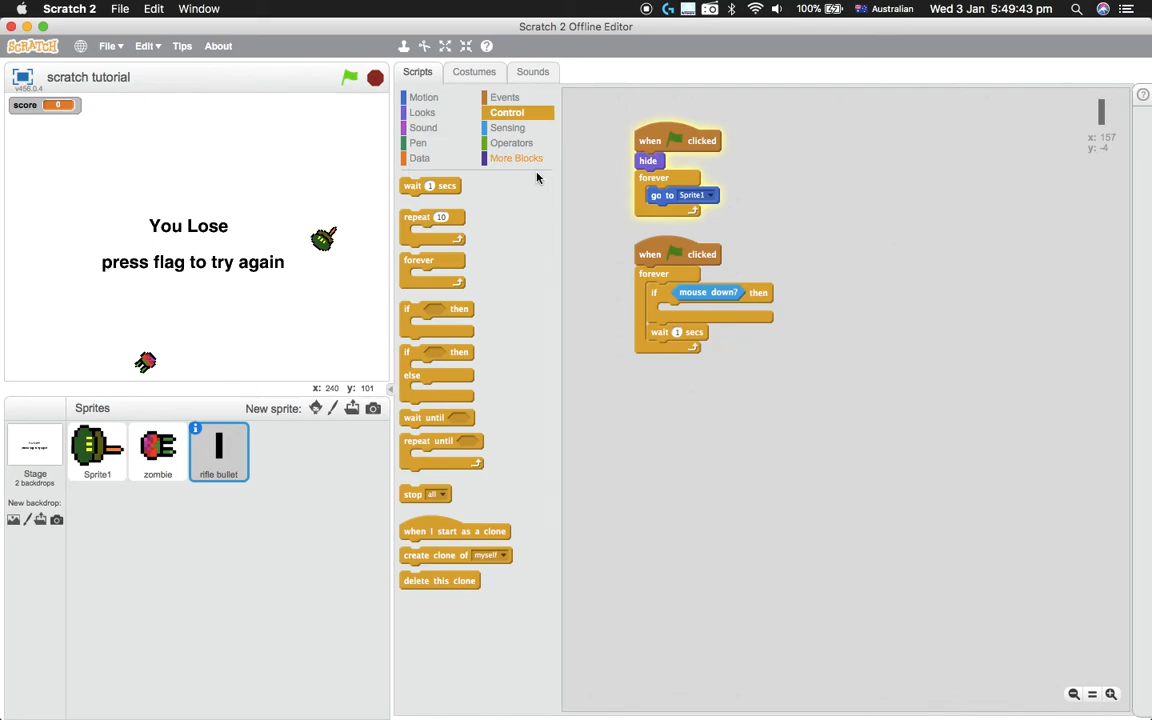 Scratch 2 File Edit Window 100% Australian Wed 3 Jan 5:49:43 pm
Scratch 2 Offline Editor
SCRATCH File Edit Tips About
v456.0.4
scratch tutorial
score 0
You Lose
press flag to try again
x: 240 y: 101
Sprites New sprite:
Stage
2 backdrops
New backdrop:
Sprite1
zombie
rifle bullet
Scripts Costumes Sounds
Motion Events
Looks Control
Sound Sensing
Pen Operators
Data More Blocks
wait 1 secs
repeat 10
forever
if then
if then
else
wait until
repeat until
stop all
when I start as a clone
create clone of myself
delete this clone
when clicked
hide
forever
go to Sprite1
when clicked
forever
if mouse down? then
wait 1 secs
x: 157
y: -4